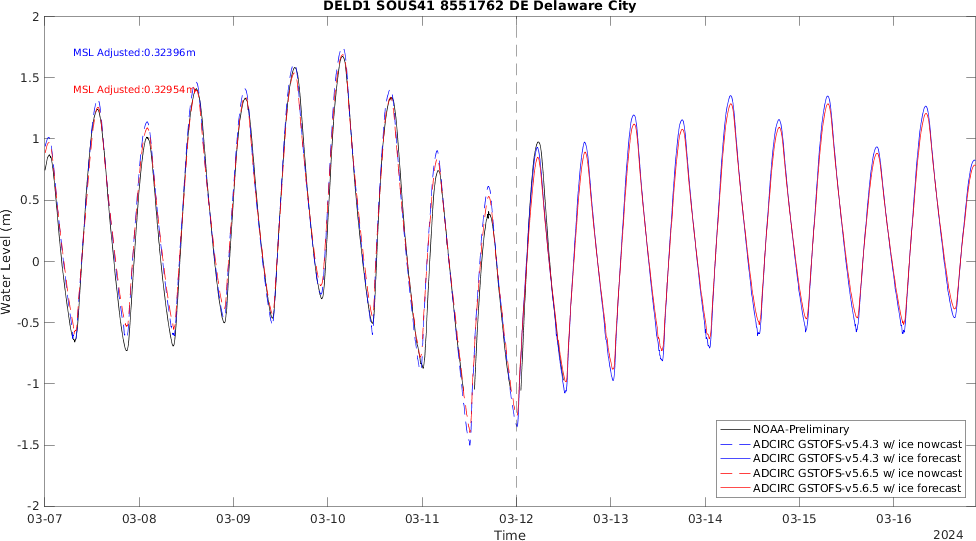 DELD1 SOUS41 8551762 DE Delaware City
2
MSL Adjusted:0.32396m
1.5
MSL Adjusted:0.32954m
1
0.5
Water Level (m)
0
-0.5
-1
NOAA-Preliminary
ADCIRC GSTOFS-v5.4.3 w/ ice nowcast
-1.5
ADCIRC GSTOFS-v5.4.3 w/ ice forecast
ADCIRC GSTOFS-v5.6.5 w/ ice nowcast
ADCIRC GSTOFS-v5.6.5 w/ ice forecast
-2
03-07 03-08 03-09 03-10 03-11 03-12 03-13 03-14 03-15 03-16
Time
2024